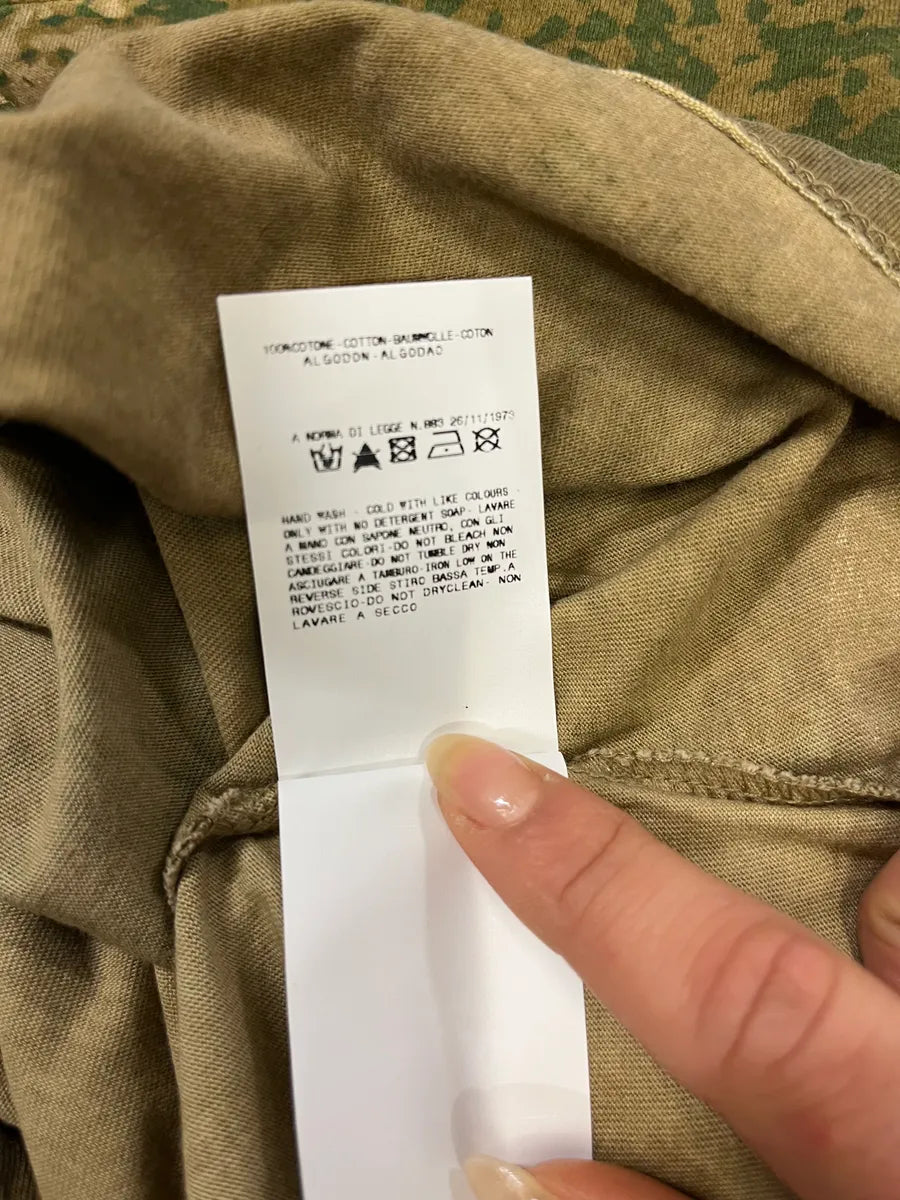 100%COTONE-COTTON-BAUMWOLLE-COTON
ALGODON-ALGODAO
A NORMA DI LEGGE N.883 26/11/1973
HAND WASH - COLD WITH LIKE COLOURS -
ONLY WITH NO DETERGENT SOAP- LAVARE
A MANO CON SAPONE NEUTRO, CON GLI
STESSI COLORI-DO NOT BLEACH NON
CANDEGGIARE-DO NOT TUMBLE DRY NON
ASCIUGARE A TAMBURO-IRON LOW ON THE
REVERSE SIDE STIRO BASSA TEMP.A
ROVESCIO-DO NOT DRYCLEAN- NON
LAVARE A SECCO